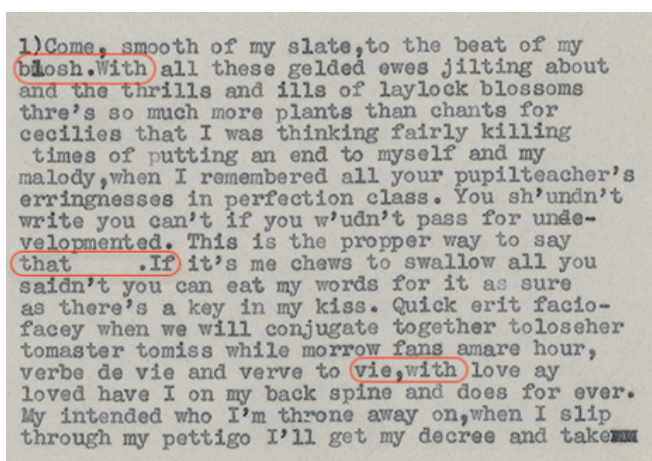 1)Come, smooth of my slate,to the beat of my
blosh.With all these gelded ewes jilting about
and the thrills and ills of laylock blossoms
thre's so much more plants than chants for
cecilies that I was thinking fairly killing
times of putting an end to myself and my
malody,when I remembered all your pupilteacher's
erringnesses in perfection class. You sh'undn't
write you can't if you w'udn't pass for unde-
velopmented. This is the propper way to say
that .If it's me chews to swallow all you
saidn't you can eat my words for it as sure
as there's a key in my kiss. Quick erit facio-
facey when we will conjugate together toloseher
tomaster tomiss while morrow fans amare hour,
verbe de vie and verve to vie,with love ay
loved have I on my back spine and does for ever.
My intended who I'm throne away on,when I slip
through my pettigo I'll get my decree and take